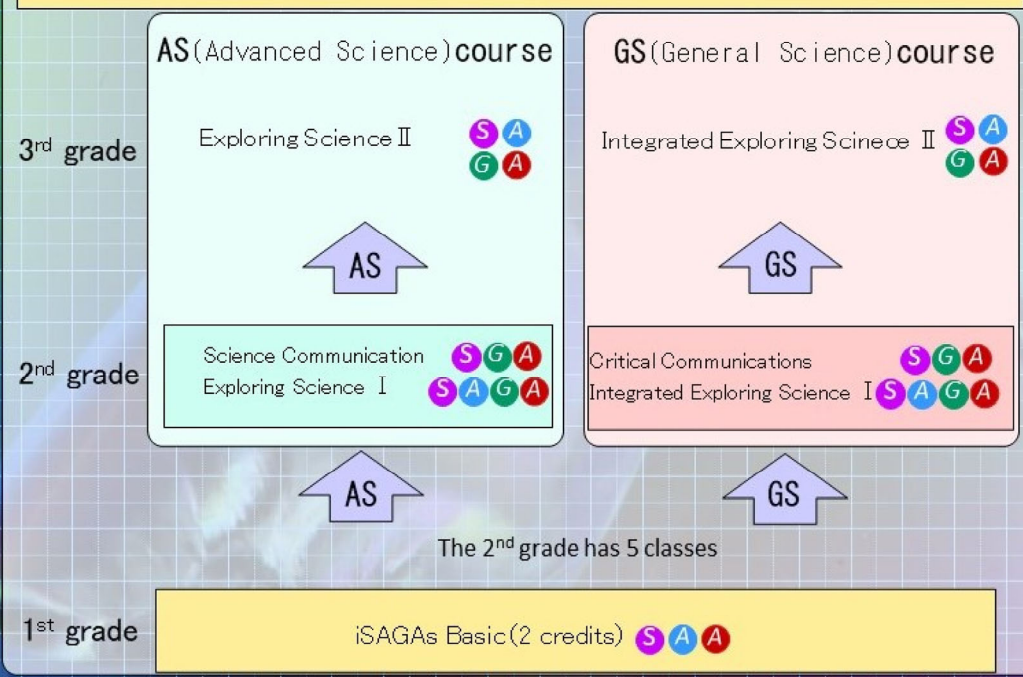 AS(Advanced Science)course
GS(General Science)course
3rd grade
Exploring Science Ⅱ
S A
G A
Integrated Exploring Scinece Ⅱ
S A
G A
AS
GS
2nd grade
Science Communication S G A
Exploring Science Ⅰ S A G A
Critical Communications S G A
Integrated Exploring Science Ⅰ S A G A
AS
GS
The 2nd grade has 5 classes
1st grade
iSAGAs Basic(2 credits) S A A